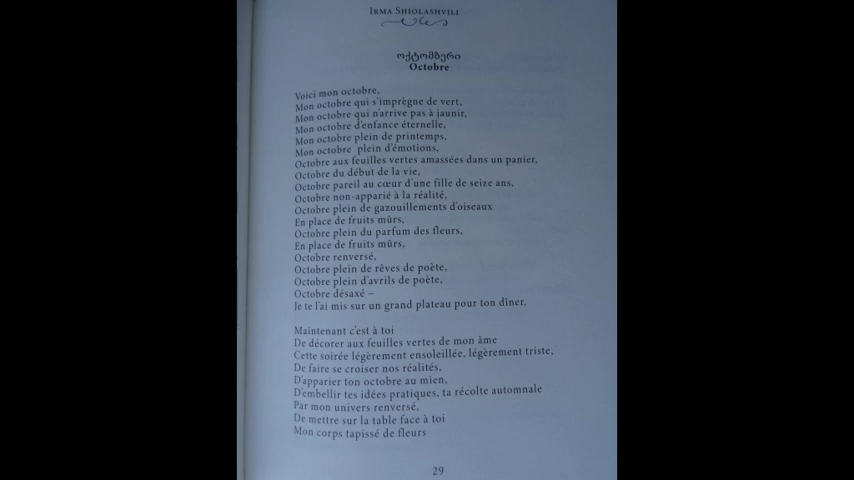 Irma Shiolashvili
ოქტომბერი
Octobre
Voici mon octobre,
Mon octobre qui s'imprègne de vert,
Mon octobre qui n'arrive pas à jaunir,
Mon octobre d'enfance éternelle,
Mon octobre plein de printemps,
Mon octobre plein d'émotions,
Octobre aux feuilles vertes amassées dans un panier,
Octobre du début de la vie,
Octobre pareil au cœur d'une fille de seize ans,
Octobre non-apparié à la réalité,
Octobre plein de gazouillements d'oiseaux
En place de fruits mûrs,
Octobre plein du parfum des fleurs,
En place de fruits mûrs,
Octobre renversé,
Octobre plein de rêves de poète,
Octobre plein d'avrils de poète,
Octobre désaxé –
Je te l'ai mis sur un grand plateau pour ton dîner.
Maintenant c'est à toi
De décorer aux feuilles vertes de mon âme
Cette soirée légèrement ensoleillée, légèrement triste,
De faire se croiser nos réalités,
D'apparier ton octobre au mien,
D'embellir tes idées pratiques, ta récolte automnale
Par mon univers renversé,
De mettre sur la table face à toi
Mon corps tapissé de fleurs
29